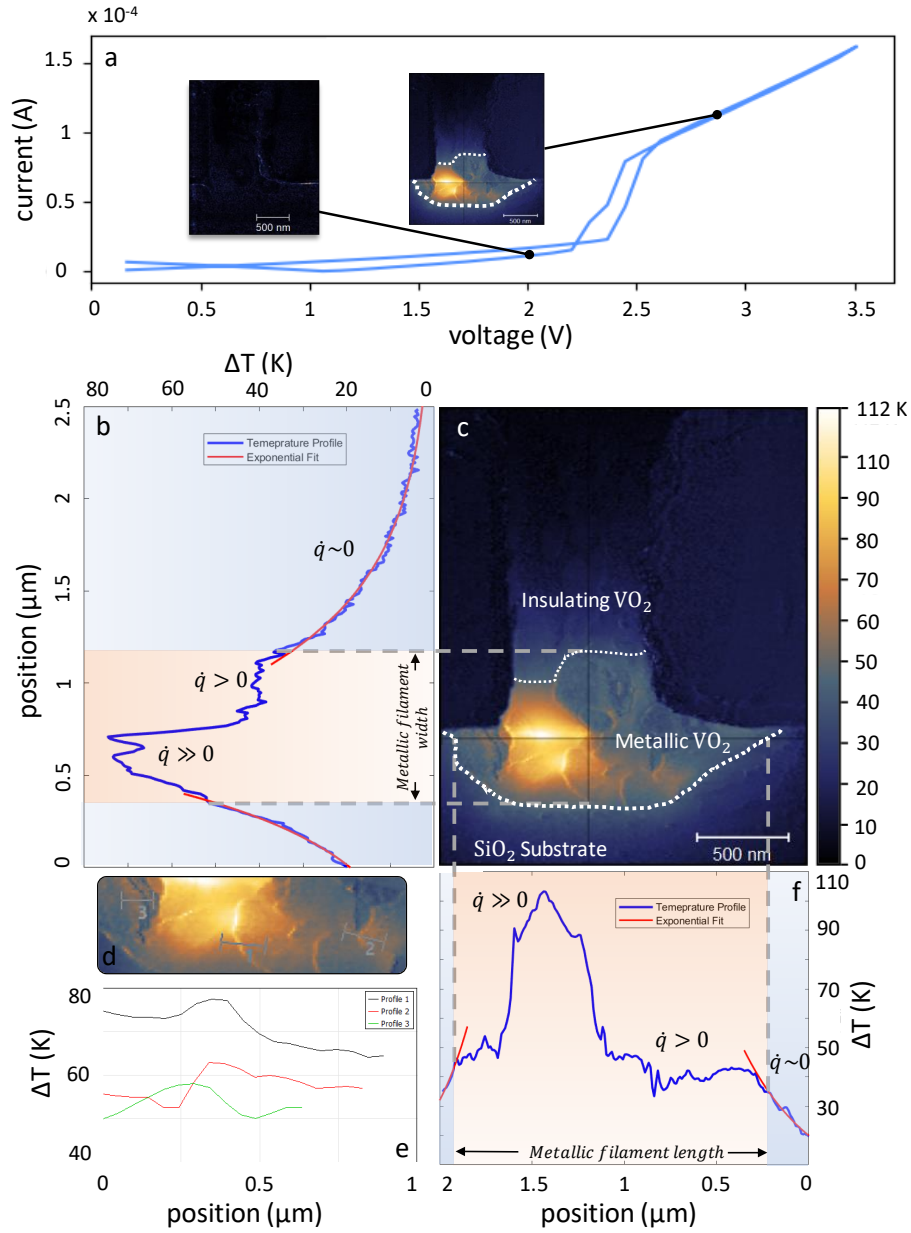 x 10-4
a
1.5
1
0.5
0
current (A)
500 nm
500 nm
0
0.5
1
1.5
2
2.5
3
3.5
voltage (V)
ΔT (K)
80
60
40
20
0
b
2.5
2
1.5
1
0.5
0
position (μm)
Temeprature Profile
Exponential Fit
q̇~0
q̇ > 0
q̇ ≫ 0
Metallic filament
width
c
Insulating VO2
Metallic VO2
SiO2 Substrate
500 nm
112 K
110
100
90
80
70
60
50
40
30
20
10
0
d
3
1
2
80
60
40
ΔT (K)
Profile 1
Profile 2
Profile 3
e
0
0.5
1
position (μm)
f
q̇ ≫ 0
Temeprature Profile
Exponential Fit
q̇ > 0
q̇~0
Metallic filament length
110
90
70
50
30
ΔT (K)
2
1.5
1
0.5
0
position (μm)